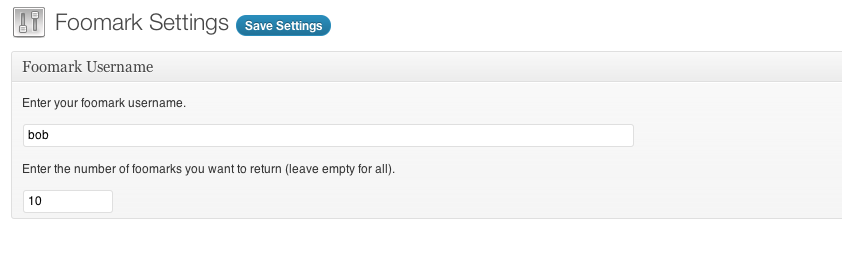 Foomark Settings Save Settings
Foomark Username
Enter your foomark username.
bob
Enter the number of foomarks you want to return (leave empty for all).
10